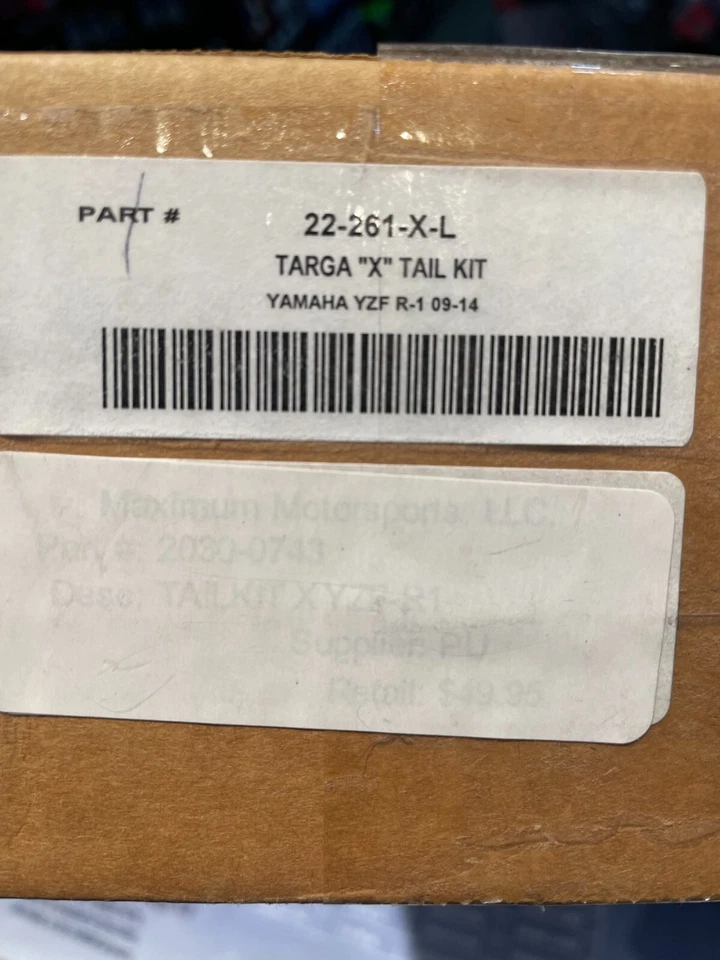 PART # 22-261-X-L
TARGA "X" TAIL KIT
YAMAHA YZF R-1 09-14
Maximum Motorsports, LLC.
Part #: 2030-0743
Desc: TAILKIT X YZF-R1
Supplier: PU
Retail: $49.95